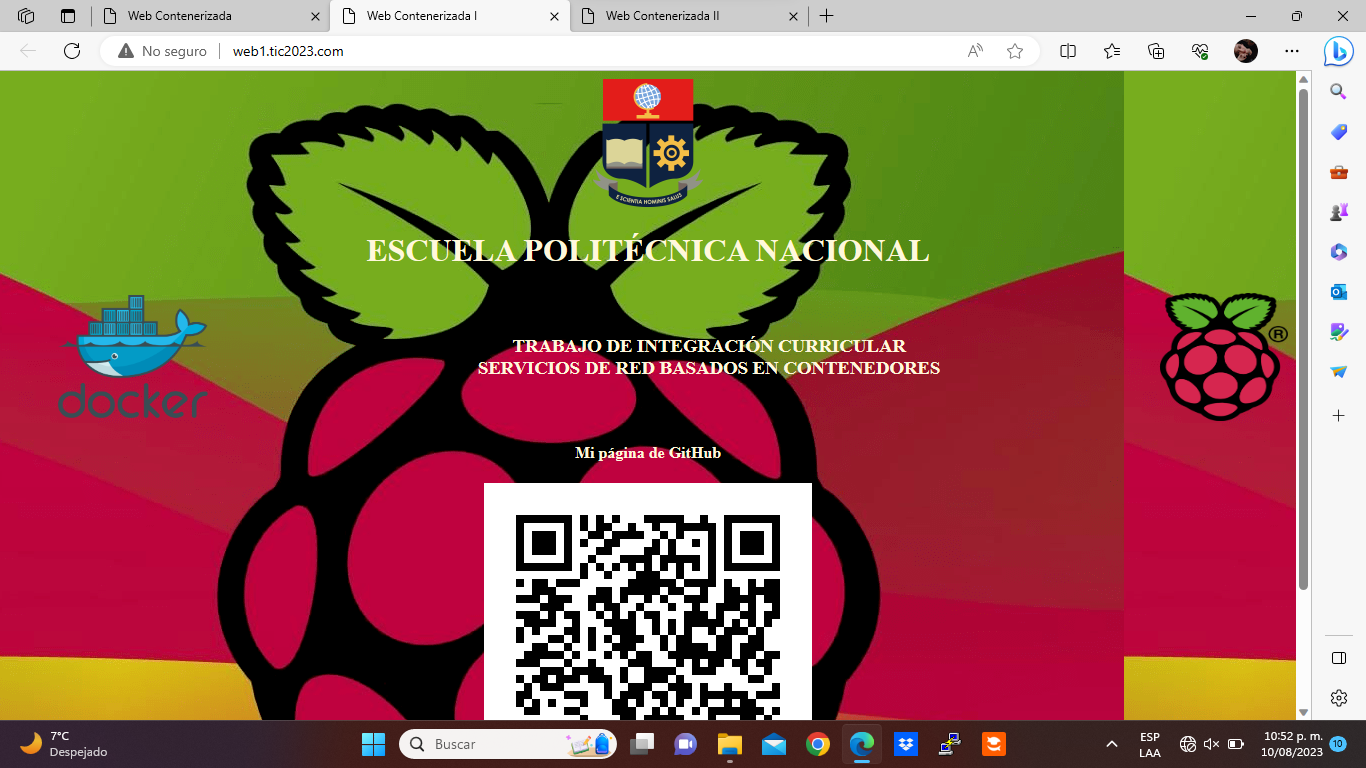 Web Contenerizada
Web Contenerizada I
Web Contenerizada II
No seguro
web1.tic2023.com
E SCIENTIA HOMINIS SALUS
ESCUELA POLITÉCNICA NACIONAL
docker
®
TRABAJO DE INTEGRACIÓN CURRICULAR
SERVICIOS DE RED BASADOS EN CONTENEDORES
Mi página de GitHub
7°C
Despejado
Buscar
ESP
LAA
10:52 p. m.
10/08/2023
10